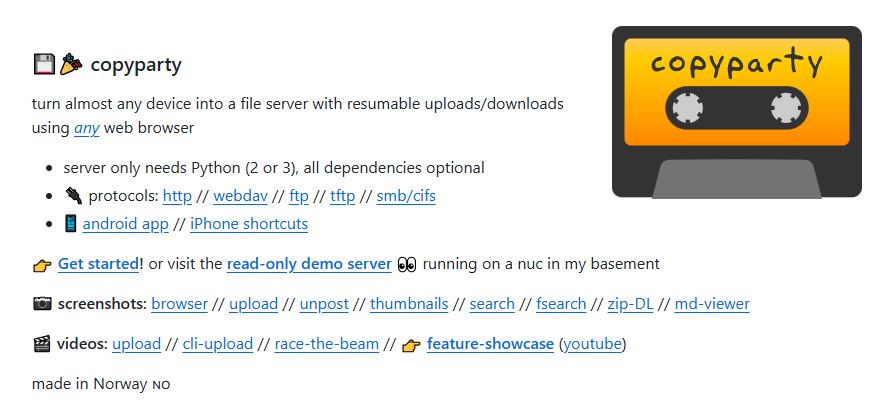 💾🎉 copyparty
copyparty
turn almost any device into a file server with resumable uploads/downloads
using any web browser
• server only needs Python (2 or 3), all dependencies optional
• 🔌 protocols: http // webdav // ftp // tftp // smb/cifs
• 📱 android app // iPhone shortcuts
👉 Get started! or visit the read-only demo server 👀 running on a nuc in my basement
📷 screenshots: browser // upload // unpost // thumbnails // search // fsearch // zip-DL // md-viewer
🎬 videos: upload // cli-upload // race-the-beam // 👉 feature-showcase (youtube)
made in Norway 🇳🇴